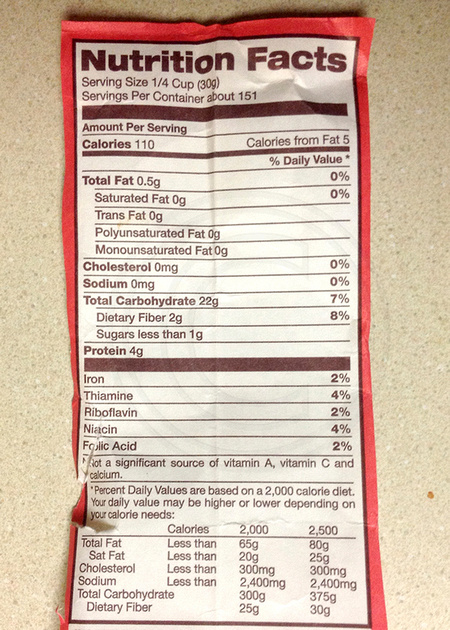 Nutrition Facts
Serving Size 1/4 Cup (30g)
Servings Per Container about 151
Amount Per Serving
Calories 110 Calories from Fat 5
% Daily Value *
Total Fat 0.5g 0%
Saturated Fat 0g 0%
Trans Fat 0g
Polyunsaturated Fat 0g
Monounsaturated Fat 0g
Cholesterol 0mg 0%
Sodium 0mg 0%
Total Carbohydrate 22g 7%
Dietary Fiber 2g 8%
Sugars less than 1g
Protein 4g
Iron 2%
Thiamine 4%
Riboflavin 2%
Niacin 4%
Folic Acid 2%
Not a significant source of vitamin A, vitamin C and
calcium.
*Percent Daily Values are based on a 2,000 calorie diet.
Your daily value may be higher or lower depending on
your calorie needs:
Calories 2,000 2,500
Total Fat Less than 65g 80g
Sat Fat Less than 20g 25g
Cholesterol Less than 300mg 300mg
Sodium Less than 2,400mg 2,400mg
Total Carbohydrate 300g 375g
Dietary Fiber 25g 30g